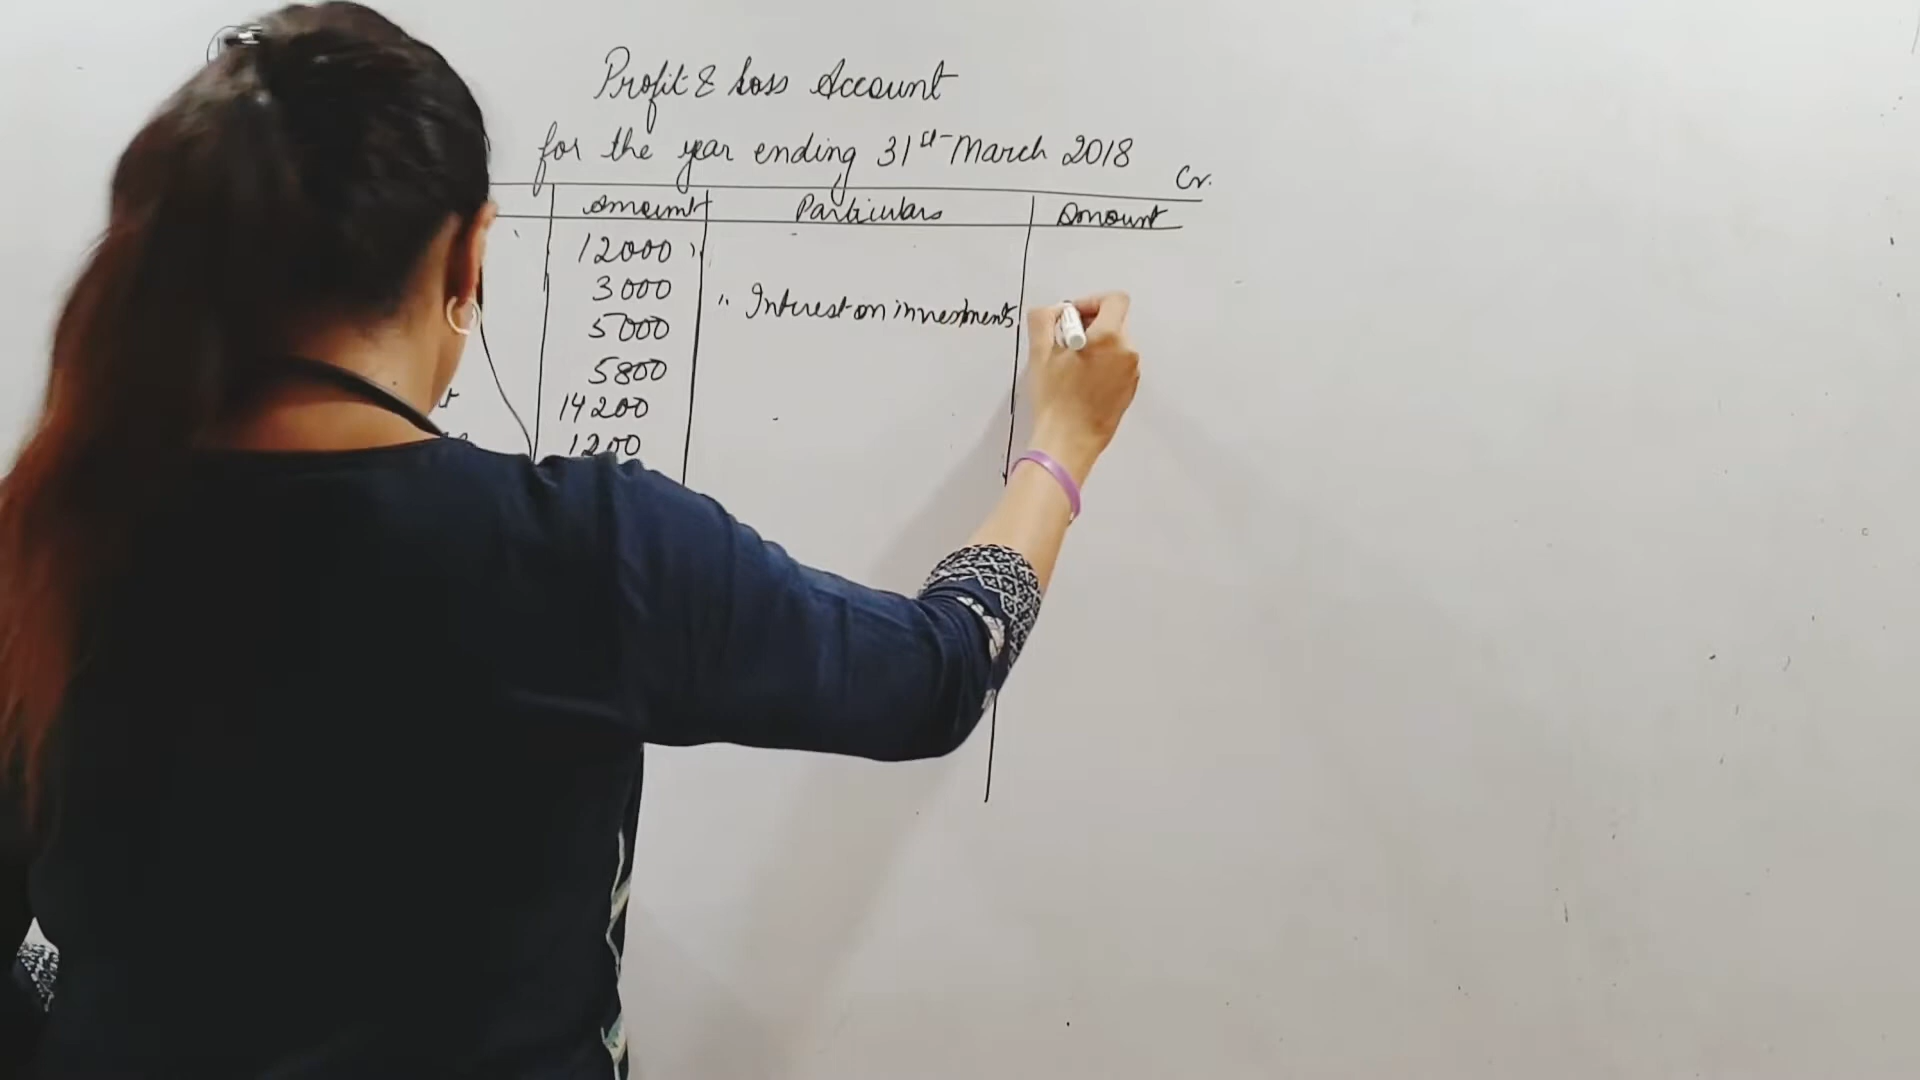 Profit & Loss Account
for the year ending 31st March 2018
Cr.
Amount Particulars Amount
12000
3000
" Interest on investments
5000
5800
14200
1200